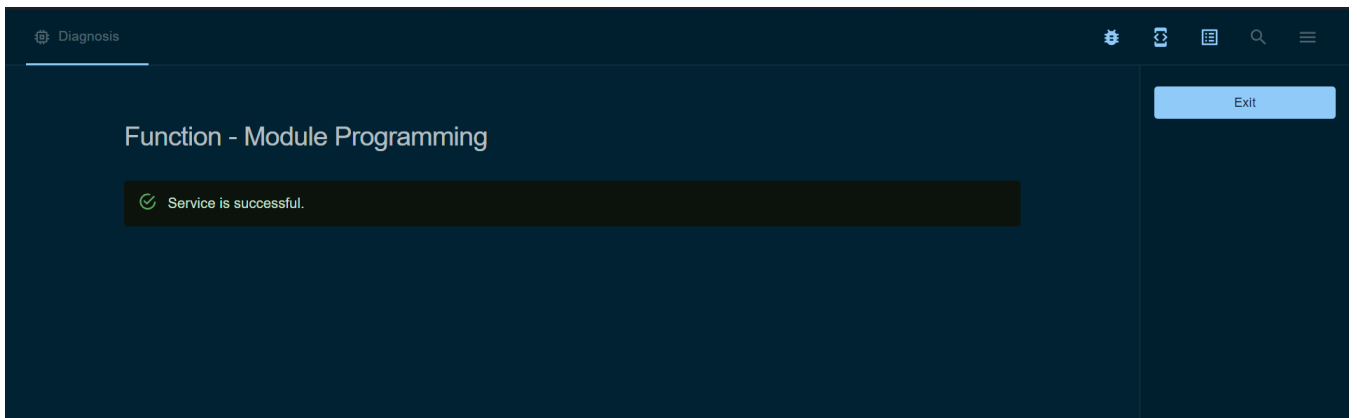 Diagnosis
Exit
Function - Module Programming
Service is successful.